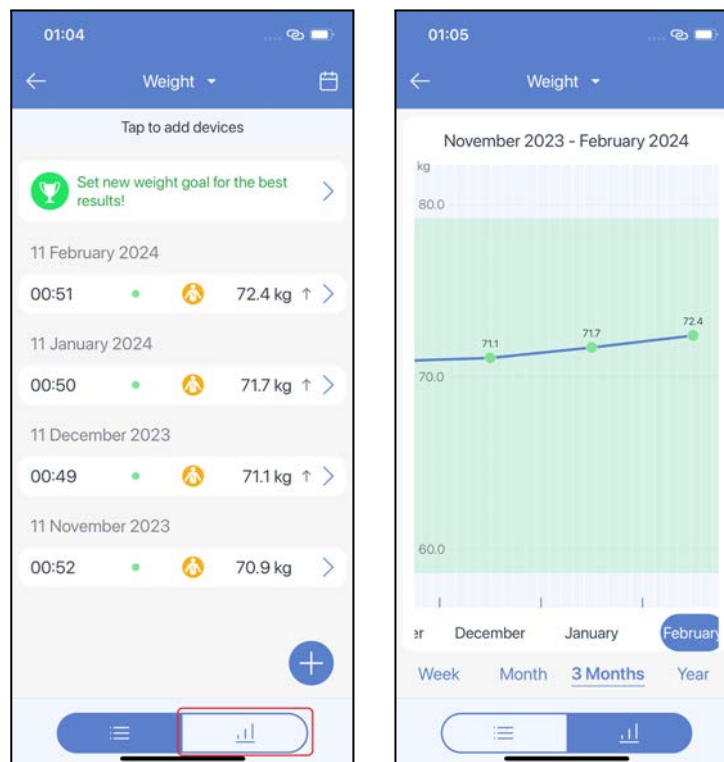 01:04
Weight
Tap to add devices
Set new weight goal for the best
results!
11 February 2024
00:51 72.4 kg ↑
11 January 2024
00:50 71.7 kg ↑
11 December 2023
00:49 71.1 kg ↑
11 November 2023
00:52 70.9 kg
01:05
Weight
November 2023 - February 2024
kg
80.0
72.4
71.7
71.1
70.0
60.0
er December January February
Week Month 3 Months Year